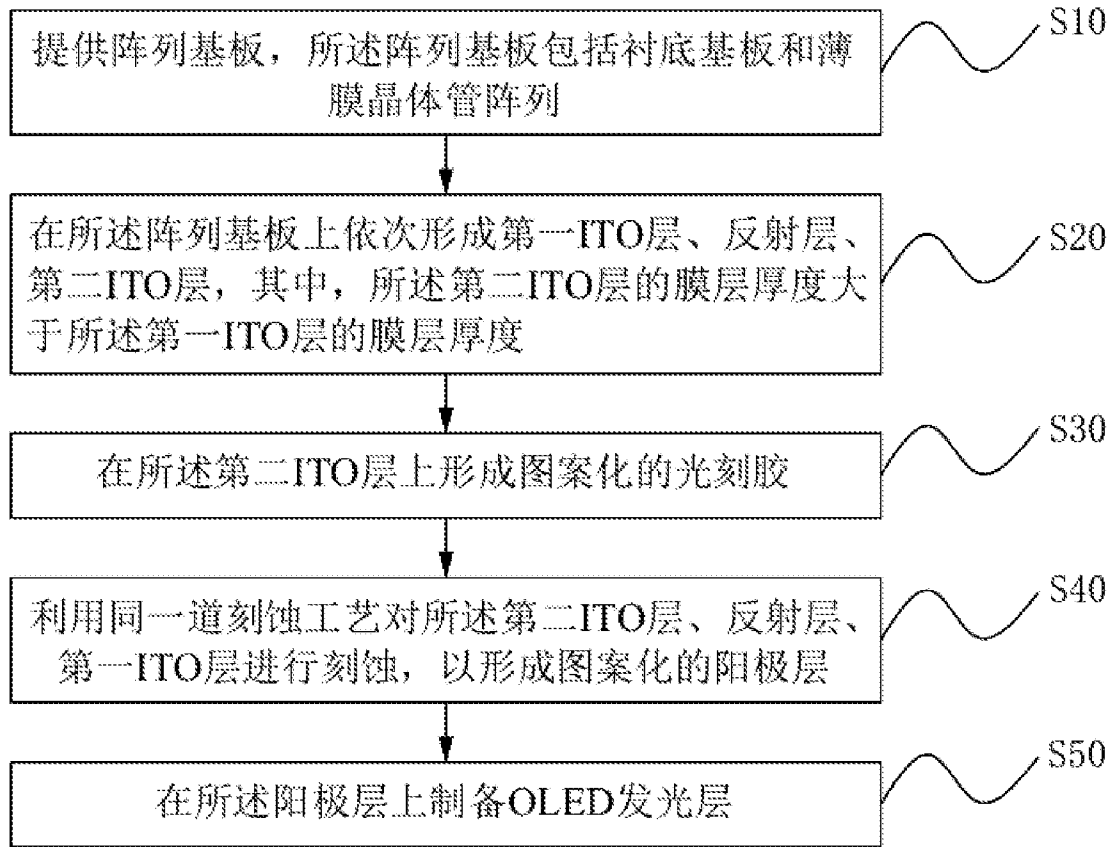 提供阵列基板，所述阵列基板包括衬底基板和薄
膜晶体管阵列
S10
在所述阵列基板上依次形成第一ITO层、反射层、
第二ITO层，其中，所述第二ITO层的膜层厚度大
于所述第一ITO层的膜层厚度
S20
在所述第二ITO层上形成图案化的光刻胶
S30
利用同一道刻蚀工艺对所述第二ITO层、反射层、
第一ITO层进行刻蚀，以形成图案化的阳极层
S40
在所述阳极层上制备OLED发光层
S50